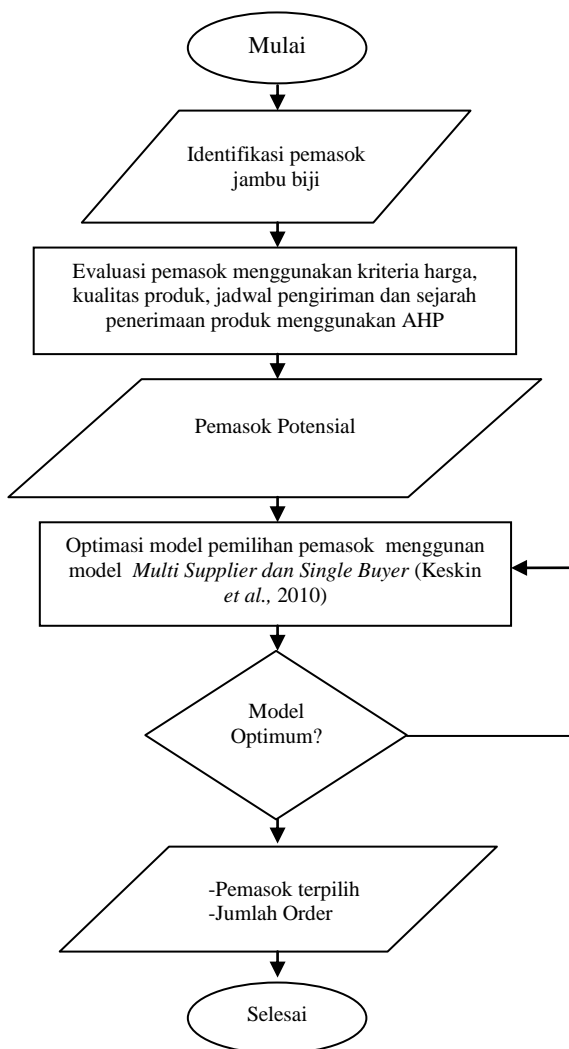 Mulai
Identifikasi pemasok
jambu biji
Evaluasi pemasok menggunakan kriteria harga,
kualitas produk, jadwal pengiriman dan sejarah
penerimaan produk menggunakan AHP
Pemasok Potensial
Optimasi model pemilihan pemasok menggunan
model Multi Supplier dan Single Buyer (Keskin
et al., 2010)
Model
Optimum?
-Pemasok terpilih
-Jumlah Order
Selesai